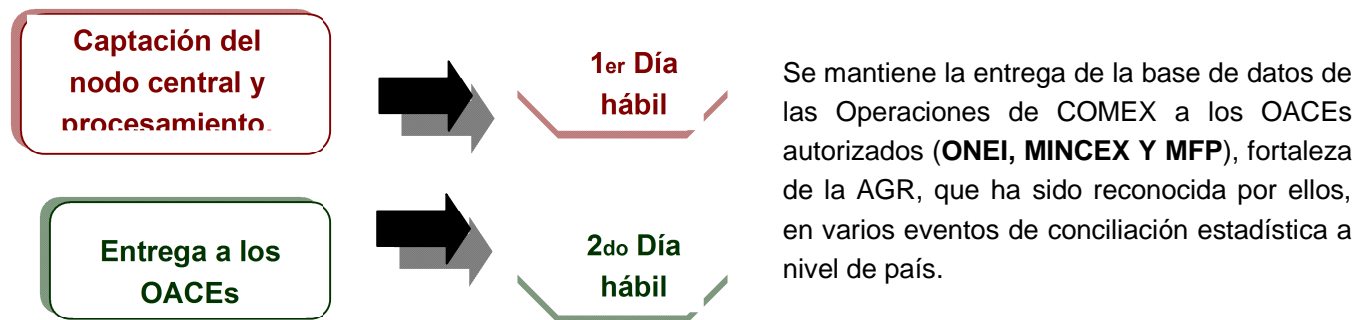 Captación del
nodo central y
procesamiento.
1er Día
hábil
Entrega a los
OACEs
2do Día
hábil
Se mantiene la entrega de la base de datos de
las Operaciones de COMEX a los OACEs
autorizados (ONEI, MINCEX Y MFP), fortaleza
de la AGR, que ha sido reconocida por ellos,
en varios eventos de conciliación estadística a
nivel de país.